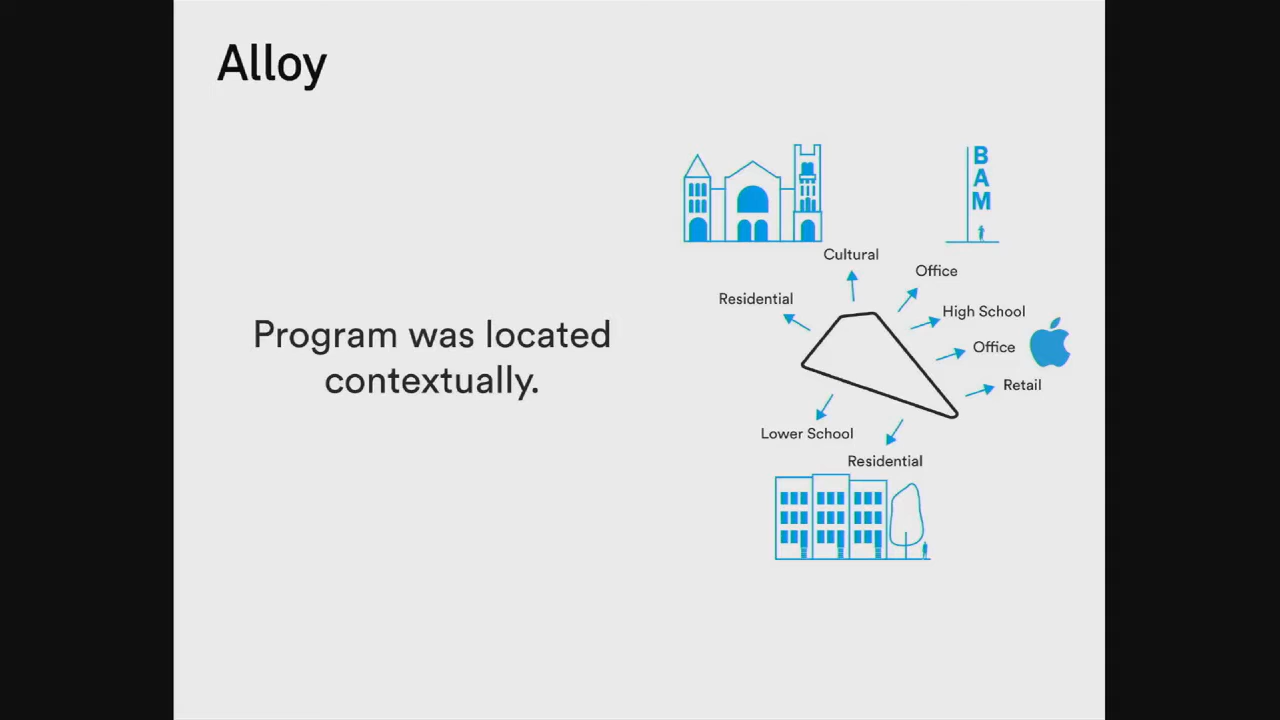 Alloy
B
A
M
Cultural
Office
Residential
High School
Program was located
contextually.
Office
Retail
Lower School
Residential